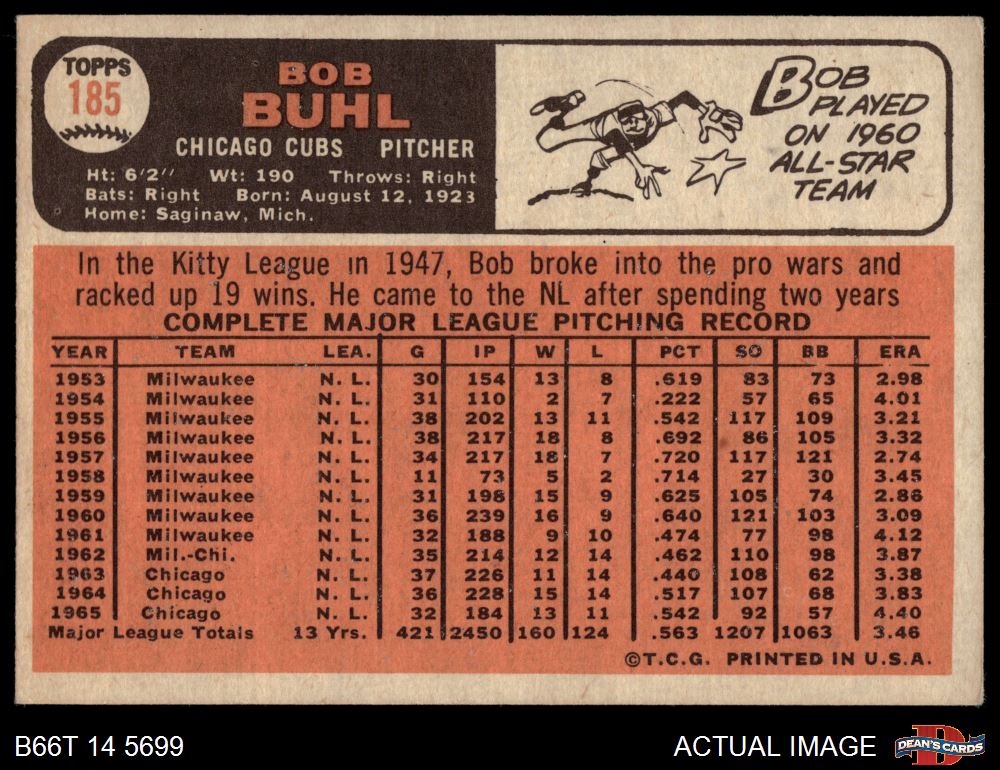 TOPPS
185
BOB
BUHL
CHICAGO CUBS PITCHER
Ht: 6'2" Wt: 190 Throws: Right
Bats: Right Born: August 12, 1923
Home: Saginaw, Mich.
BOB
PLAYED
ON 1960
ALL-STAR
TEAM
In the Kitty League in 1947, Bob broke into the pro wars and
racked up 19 wins. He came to the NL after spending two years
COMPLETE MAJOR LEAGUE PITCHING RECORD
YEAR TEAM LEA. G IP W L PCT SO BB ERA
1953 Milwaukee N. L. 30 154 13 8 .619 83 73 2.98
1954 Milwaukee N. L. 31 110 2 7 .222 57 65 4.01
1955 Milwaukee N. L. 38 202 13 11 .542 117 109 3.21
1956 Milwaukee N. L. 38 217 18 8 .692 86 105 3.32
1957 Milwaukee N. L. 34 217 18 7 .720 117 121 2.74
1958 Milwaukee N. L. 11 73 5 2 .714 27 30 3.45
1959 Milwaukee N. L. 31 198 15 9 .625 105 74 2.86
1960 Milwaukee N. L. 36 239 16 9 .640 121 103 3.09
1961 Milwaukee N. L. 32 188 9 10 .474 77 98 4.12
1962 Mil.-Chi. N. L. 35 214 12 14 .462 110 98 3.87
1963 Chicago N. L. 37 226 11 14 .440 108 62 3.38
1964 Chicago N. L. 36 228 15 14 .517 107 68 3.83
1965 Chicago N. L. 32 184 13 11 .542 92 57 4.40
Major League Totals 13 Yrs. 421 2450 160 124 .563 1207 1063 3.46
©T.C.G. PRINTED IN U.S.A.
B66T 14 5699
ACTUAL IMAGE
DEAN'S CARDS